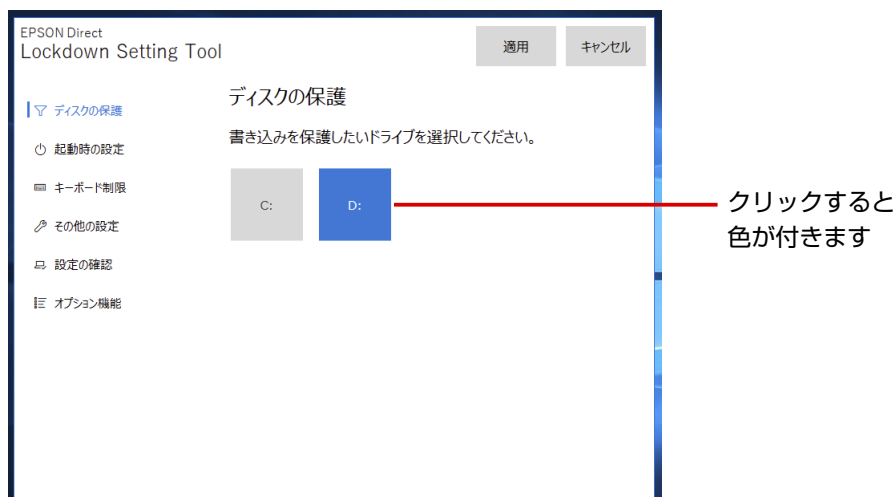 EPSON Direct
Lockdown Setting Tool
適用
キャンセル
ディスクの保護
起動時の設定
キーボード制限
その他の設定
設定の確認
オプション機能
ディスクの保護
書き込みを保護したいドライブを選択してください。
C:
D:
クリックすると
色が付きます